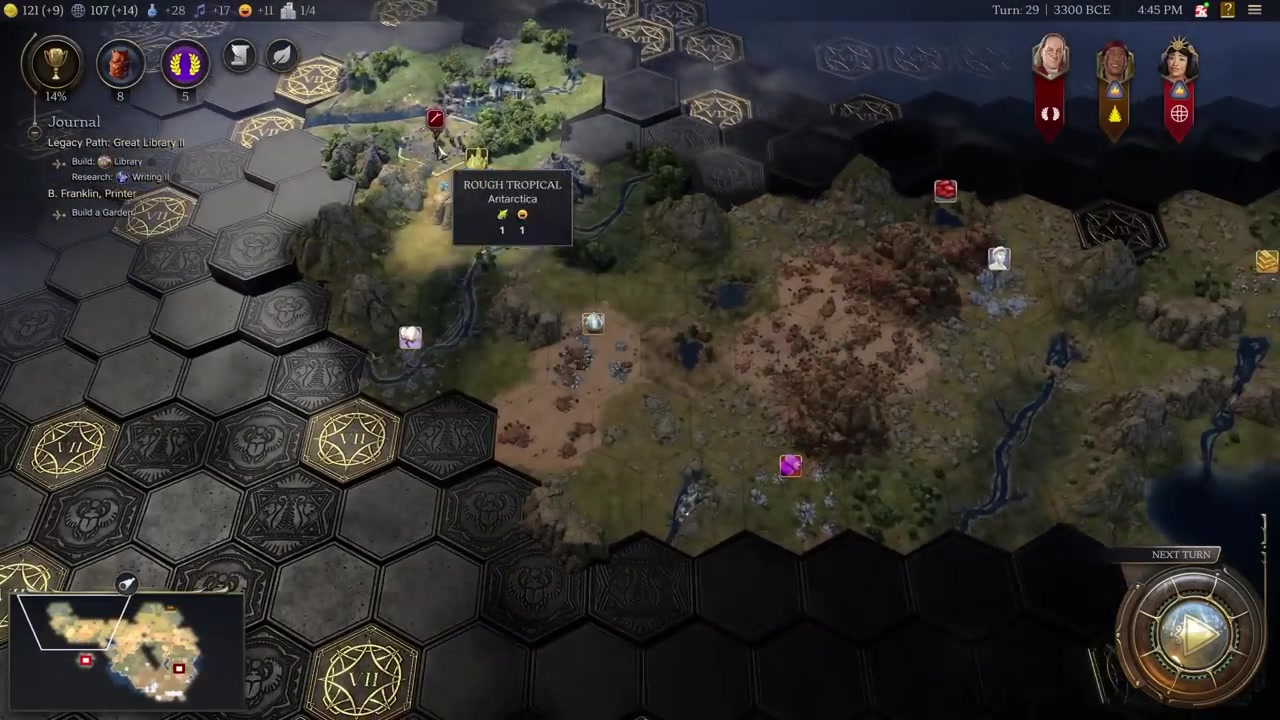 121 (+9) 107 (+14) +28 +17 +11 1/4
Turn: 29 | 3300 BCE 4:45 PM ?
14% 8 5
Journal
Legacy Path: Great Library II
Build: Library
Research: Writing II
B. Franklin, Printer
Build a Garden
ROUGH TROPICAL
Antarctica
1 1
VII
VII
VII
VII
VII
VII
VII
NEXT TURN